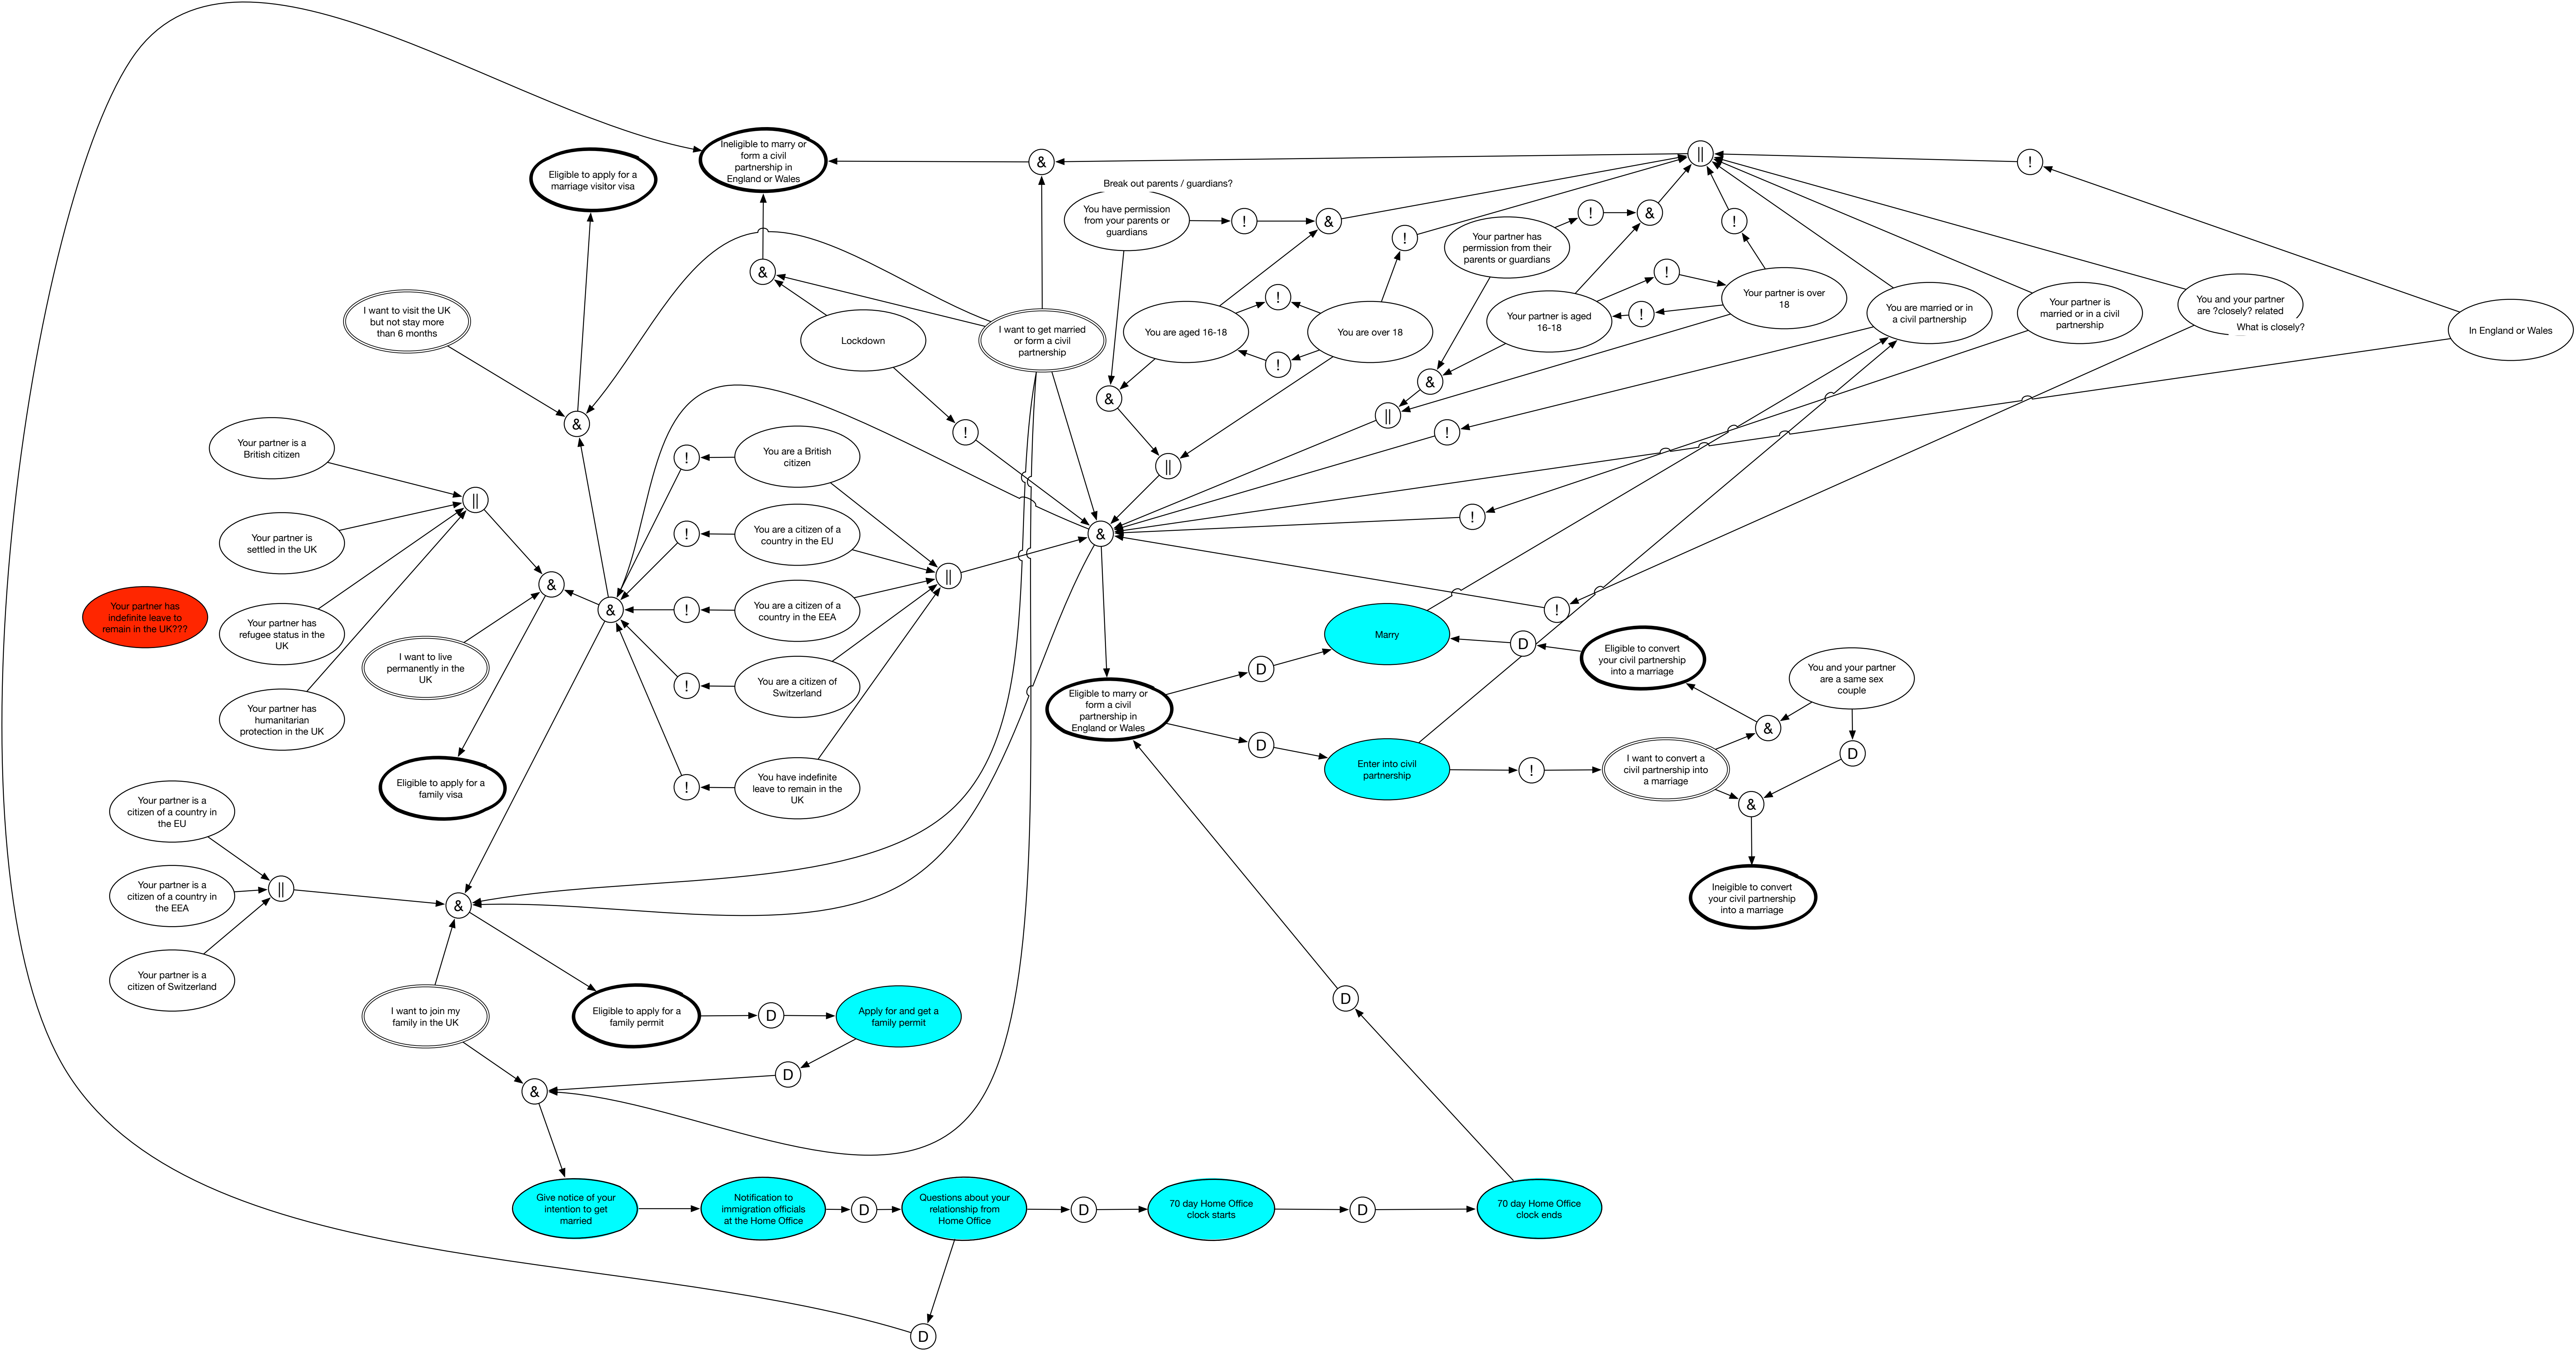 Ineligible to marry or
form a civil
partnership in
England or Wales
&
||
!
Eligible to apply for a
marriage visitor visa
Break out parents / guardians?
You have permission
from your parents or
guardians
!
&
!
Your partner has
permission from their
parents or guardians
!
&
!
&
I want to visit the UK
but not stay more
than 6 months
Lockdown
I want to get married
or form a civil
partnership
You are aged 16-18
!
!
You are over 18
Your partner is aged
16-18
!
!
Your partner is over
18
You are married or in
a civil partnership
Your partner is
married or in a civil
partnership
You and your partner
are ?closely? related
What is closely?
In England or Wales
&
&
&
||
!
!
||
Your partner is a
British citizen
!
You are a British
citizen
||
Your partner is
settled in the UK
!
You are a citizen of a
country in the EU
&
!
||
&
&
!
You are a citizen of a
country in the EEA
!
Your partner has
indefinite leave to
remain in the UK???
Your partner has
refugee status in the
UK
I want to live
permanently in the
UK
!
You are a citizen of
Switzerland
Your partner has
humanitarian
protection in the UK
Marry
D
D
Eligible to convert
your civil partnership
into a marriage
You and your partner
are a same sex
couple
Eligible to marry or
form a civil
partnership in
England or Wales
&
D
D
Enter into civil
partnership
!
I want to convert a
civil partnership into
a marriage
&
Eligible to apply for a
family visa
!
You have indefinite
leave to remain in the
UK
Your partner is a
citizen of a country in
the EU
Your partner is a
citizen of a country in
the EEA
||
&
Ineigible to convert
your civil partnership
into a marriage
Your partner is a
citizen of Switzerland
I want to join my
family in the UK
Eligible to apply for a
family permit
D
Apply for and get a
family permit
D
D
&
Give notice of your
intention to get
married
Notification to
immigration officials
at the Home Office
D
Questions about your
relationship from
Home Office
D
70 day Home Office
clock starts
D
70 day Home Office
clock ends
D